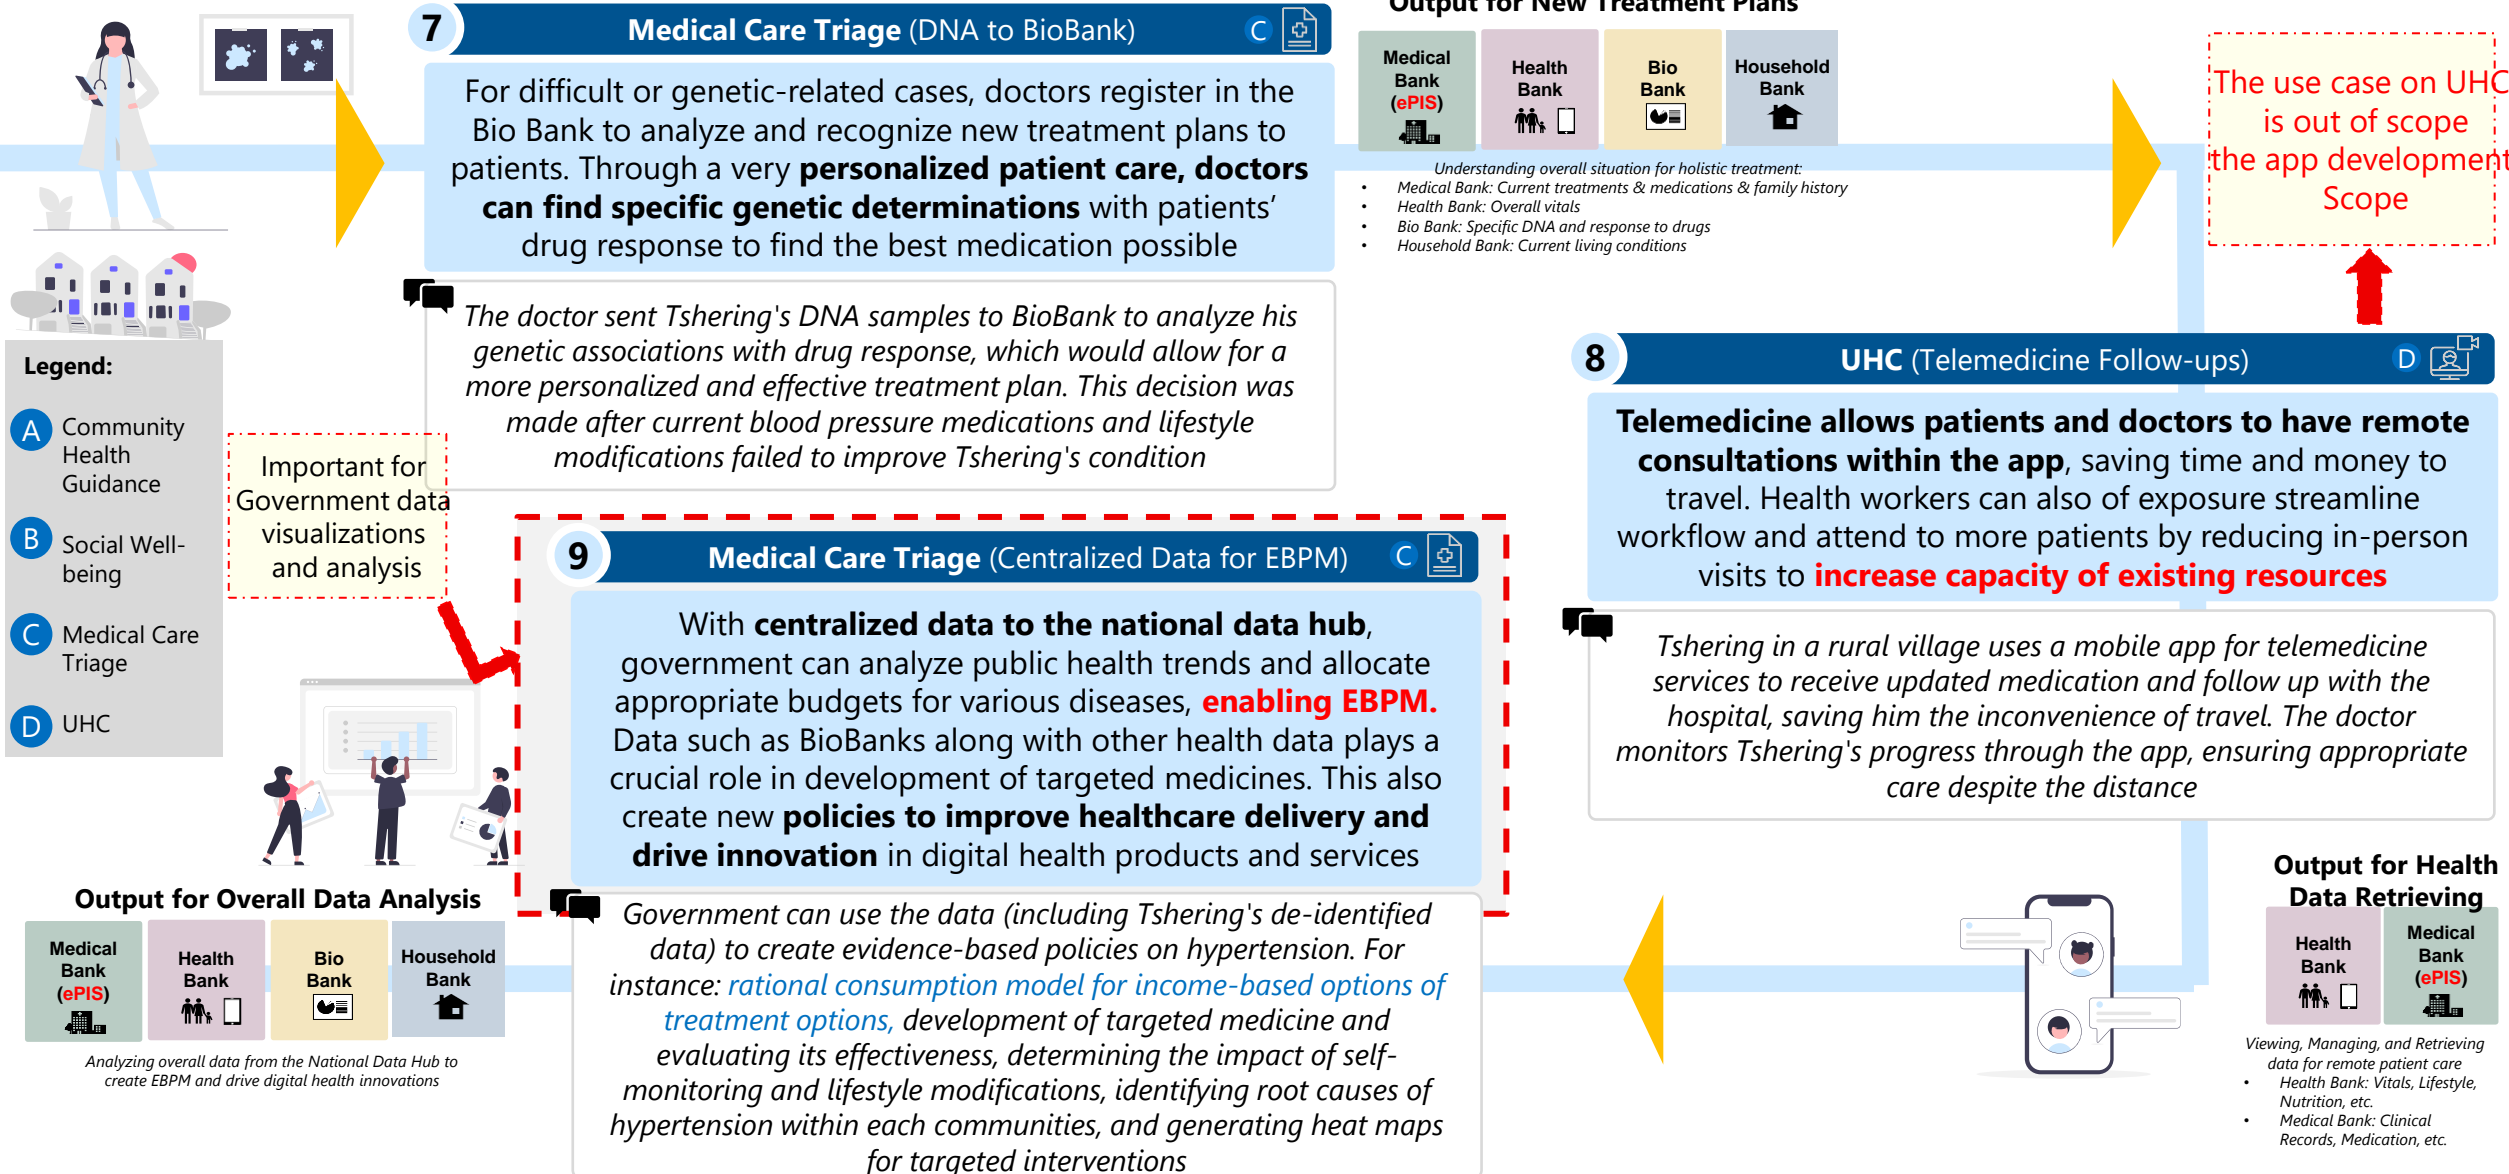 7
Medical Care Triage (DNA to BioBank)
C
For difficult or genetic-related cases, doctors register in the
Bio Bank to analyze and recognize new treatment plans to
patients. Through a very personalized patient care, doctors
can find specific genetic determinations with patients’
drug response to find the best medication possible
The doctor sent Tshering's DNA samples to BioBank to analyze his
genetic associations with drug response, which would allow for a
more personalized and effective treatment plan. This decision was
made after current blood pressure medications and lifestyle
modifications failed to improve Tshering's condition
Output for New Treatment Plans
Medical
Bank
(ePIS)
Health
Bank
Bio
Bank
Household
Bank
Understanding overall situation for holistic treatment:
• Medical Bank: Current treatments & medications & family history
• Health Bank: Overall vitals
• Bio Bank: Specific DNA and response to drugs
• Household Bank: Current living conditions
The use case on UHC
is out of scope
the app development
Scope
Legend:
A
Community
Health
Guidance
B
Social Well-
being
C
Medical Care
Triage
D
UHC
Important for
Government data
visualizations
and analysis
8
UHC (Telemedicine Follow-ups)
D
Telemedicine allows patients and doctors to have remote
consultations within the app, saving time and money to
travel. Health workers can also of exposure streamline
workflow and attend to more patients by reducing in-person
visits to increase capacity of existing resources
Tshering in a rural village uses a mobile app for telemedicine
services to receive updated medication and follow up with the
hospital, saving him the inconvenience of travel. The doctor
monitors Tshering's progress through the app, ensuring appropriate
care despite the distance
9
Medical Care Triage (Centralized Data for EBPM)
C
With centralized data to the national data hub,
government can analyze public health trends and allocate
appropriate budgets for various diseases, enabling EBPM.
Data such as BioBanks along with other health data plays a
crucial role in development of targeted medicines. This also
create new policies to improve healthcare delivery and
drive innovation in digital health products and services
Government can use the data (including Tshering's de-identified
data) to create evidence-based policies on hypertension. For
instance: rational consumption model for income-based options of
treatment options, development of targeted medicine and
evaluating its effectiveness, determining the impact of self-
monitoring and lifestyle modifications, identifying root causes of
hypertension within each communities, and generating heat maps
for targeted interventions
Output for Overall Data Analysis
Medical
Bank
(ePIS)
Health
Bank
Bio
Bank
Household
Bank
Analyzing overall data from the National Data Hub to
create EBPM and drive digital health innovations
Output for Health
Data Retrieving
Health
Bank
Medical
Bank
(ePIS)
Viewing, Managing, and Retrieving
data for remote patient care
• Health Bank: Vitals, Lifestyle,
Nutrition, etc.
• Medical Bank: Clinical
Records, Medication, etc.